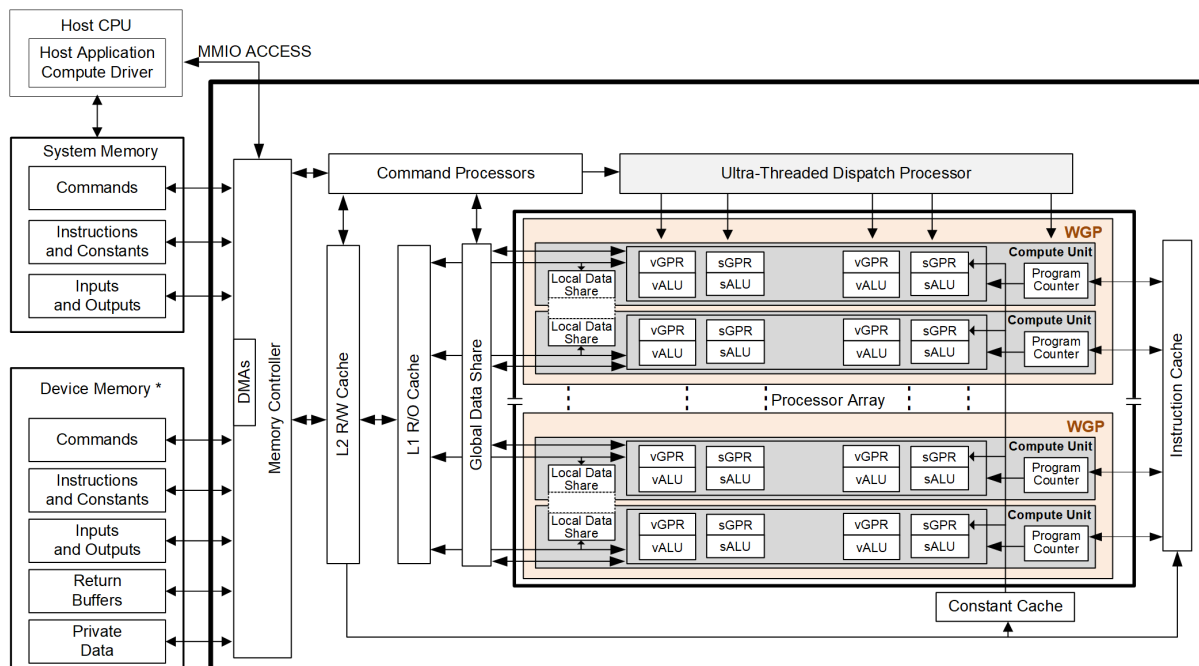 Host CPU
Host Application
Compute Driver
MMIO ACCESS
System Memory
Commands
Instructions
and Constants
Inputs
and Outputs
Device Memory *
Commands
Instructions
and Constants
Inputs
and Outputs
Return
Buffers
Private
Data
DMAs
Memory Controller
Command Processors
Ultra-Threaded Dispatch Processor
L2 R/W Cache
L1 R/O Cache
Global Data Share
WGP
Compute Unit
Local Data
Share
vGPR
vALU
sGPR
sALU
vGPR
vALU
sGPR
sALU
Program
Counter
Compute Unit
Local Data
Share
vGPR
vALU
sGPR
sALU
vGPR
vALU
sGPR
sALU
Program
Counter
Processor Array
WGP
Compute Unit
Local Data
Share
vGPR
vALU
sGPR
sALU
vGPR
vALU
sGPR
sALU
Program
Counter
Compute Unit
Local Data
Share
vGPR
vALU
sGPR
sALU
vGPR
vALU
sGPR
sALU
Program
Counter
Instruction Cache
Constant Cache